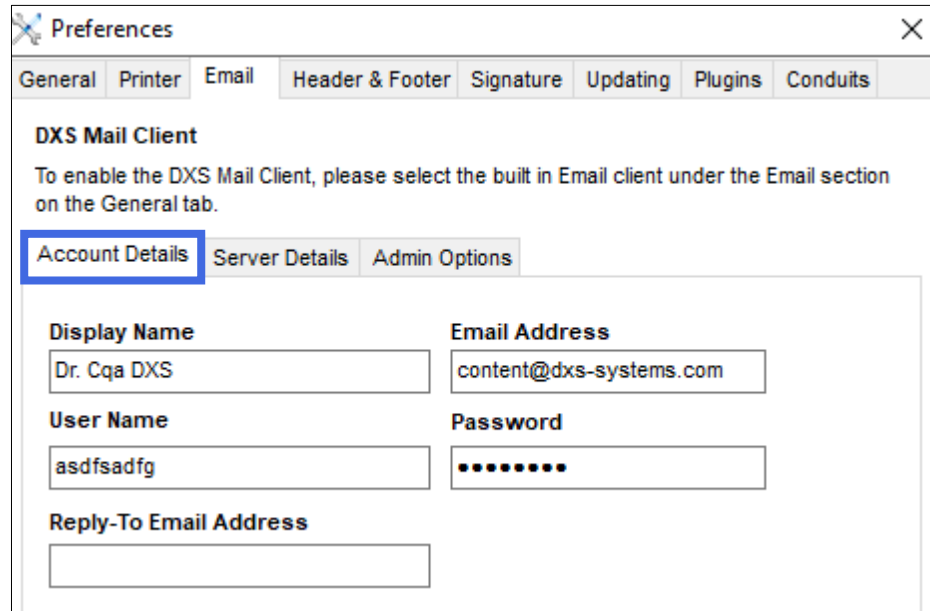 Preferences
General Printer Email Header & Footer Signature Updating Plugins Conduits
DXS Mail Client
To enable the DXS Mail Client, please select the built in Email client under the Email section
on the General tab.
Account Details Server Details Admin Options
Display Name Email Address
Dr. Cqa DXS content@dxs-systems.com
User Name Password
asdfsadfg ●●●●●●●●
Reply-To Email Address